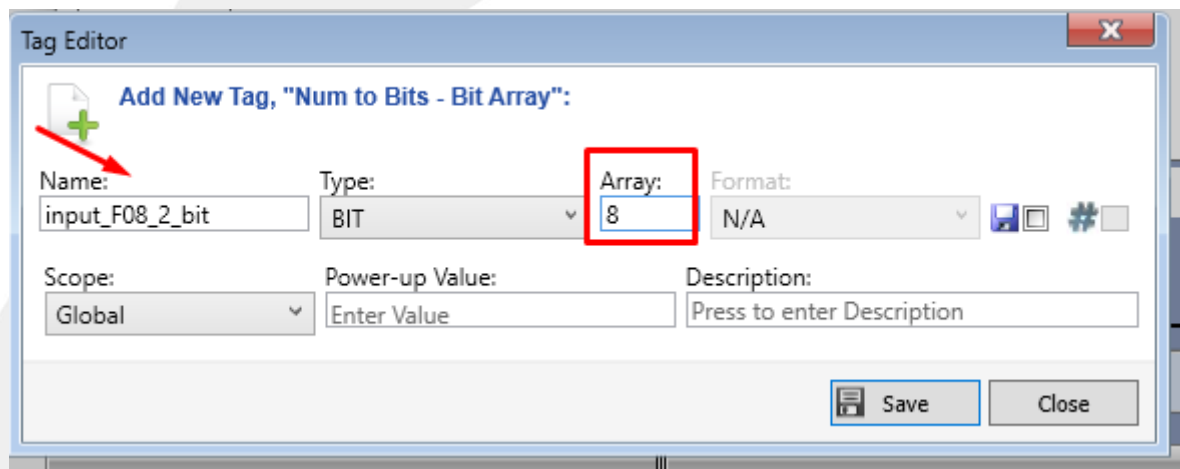 Tag Editor
Add New Tag, "Num to Bits - Bit Array":
Name: Type: Array: Format:
input_F08_2_bit BIT 8 N/A #
Scope: Power-up Value: Description:
Global Enter Value Press to enter Description
Save Close